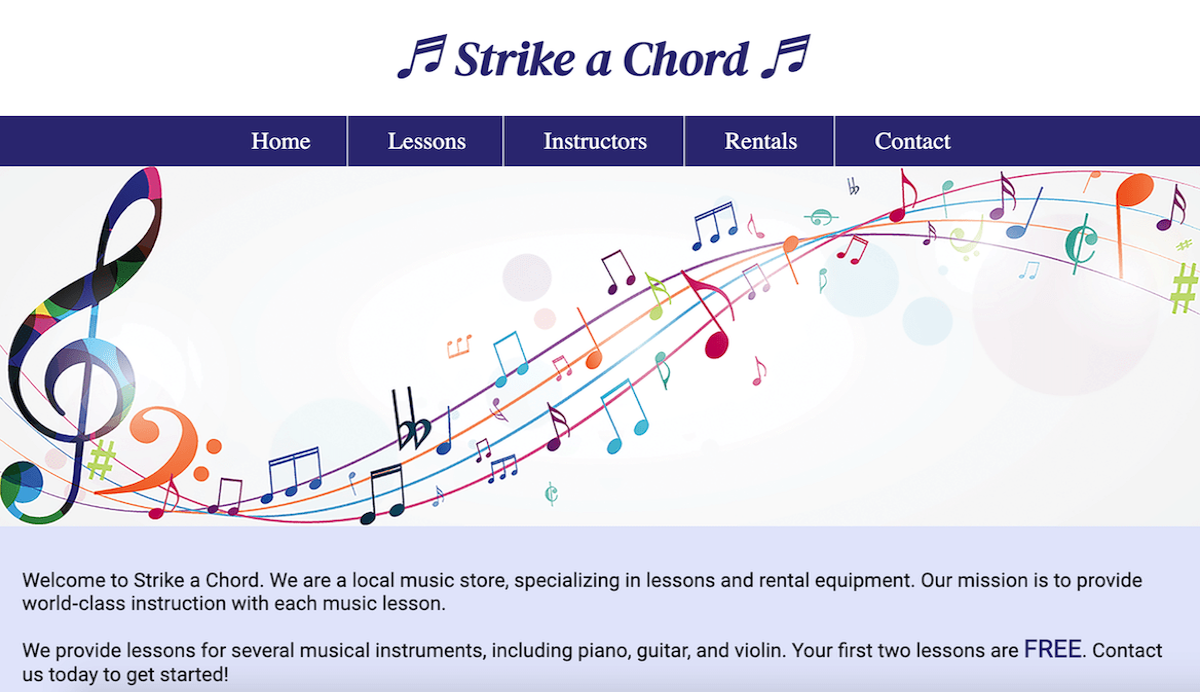 Strike a Chord
Home Lessons Instructors Rentals Contact
Welcome to Strike a Chord. We are a local music store, specializing in lessons and rental equipment. Our mission is to provide
world-class instruction with each music lesson.
We provide lessons for several musical instruments, including piano, guitar, and violin. Your first two lessons are FREE. Contact
us today to get started!